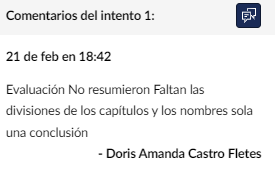 Comentarios del intento 1:
21 de feb en 18:42
Evaluación No resumieron Faltan las
divisiones de los capítulos y los nombres sola
una conclusión
- Doris Amanda Castro Fletes